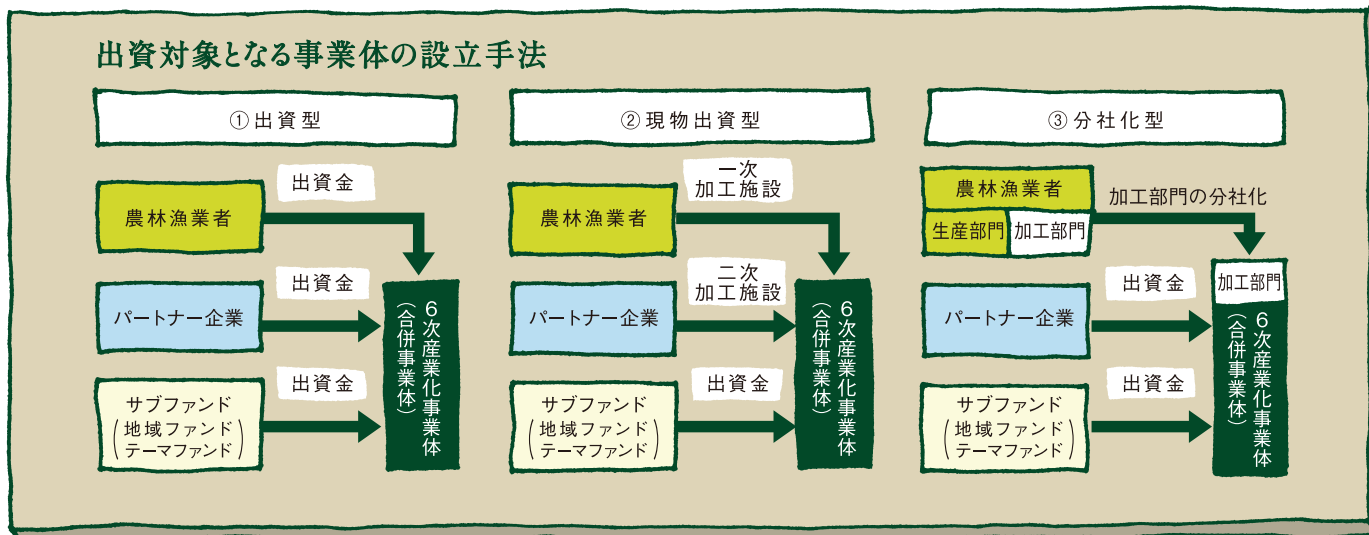 出資対象となる事業体の設立手法
①出資型
農林漁業者
出資金
パートナー企業
出資金
サブファンド
(地域ファンド
テーマファンド)
出資金
6次産業化事業体
(合併事業体)
②現物出資型
農林漁業者
一次
加工施設
パートナー企業
二次
加工施設
サブファンド
(地域ファンド
テーマファンド)
出資金
6次産業化事業体
(合併事業体)
③分社化型
農林漁業者
生産部門
加工部門
加工部門の分社化
パートナー企業
出資金
サブファンド
(地域ファンド
テーマファンド)
出資金
加工部門
6次産業化事業体
(合併事業体)